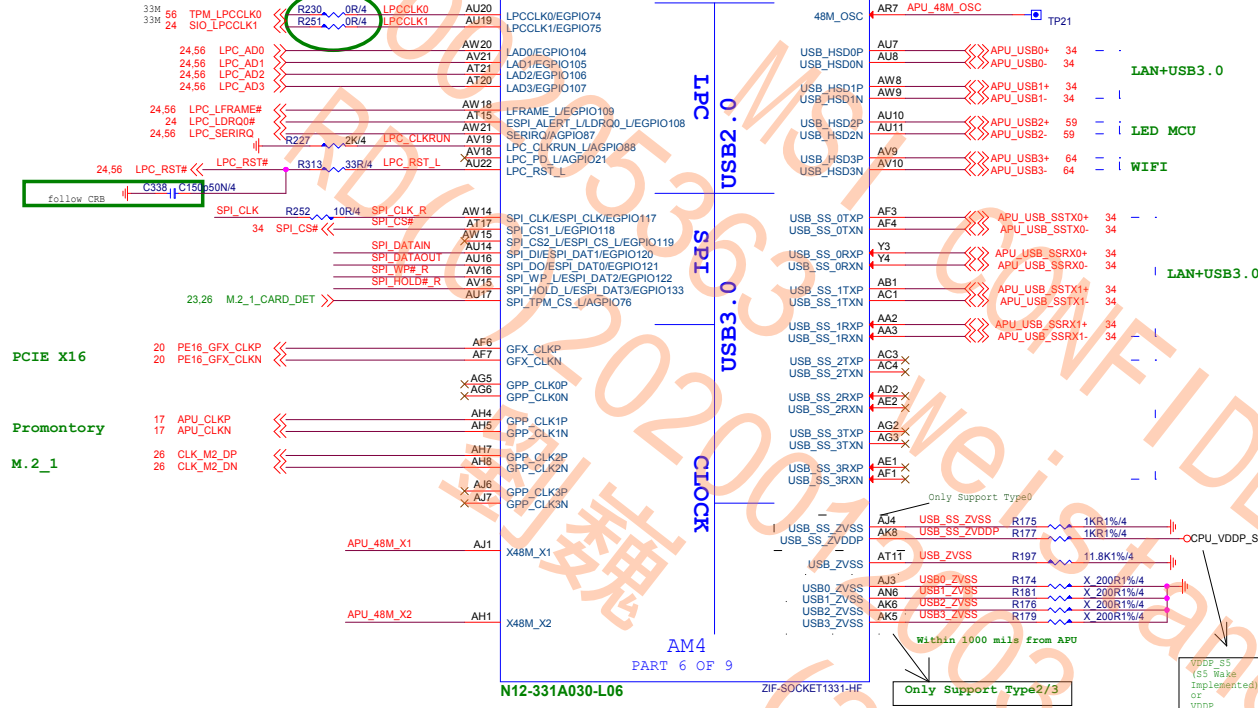 33M 56 TPM_LPCCLK0 R230 0R/4 LPCCLK0 AU20 LPCCLK0/EGPIO74
33M 24 SIO_LPCCLK1 R251 0R/4 LPCCLK1 AU19 LPCCLK1/EGPIO75
24,56 LPC_AD0 AW20 LAD0/EGPIO104
24,56 LPC_AD1 AV21 LAD1/EGPIO105
24,56 LPC_AD2 AT21 LAD2/EGPIO106
24,56 LPC_AD3 AT20 LAD3/EGPIO107
24,56 LPC_LFRAME# AW18 LFRAME_L/EGPIO109
24 LPC_LDRQ0# AT15 ESPI_ALERT_L/LDRQ0_L/EGPIO108
24,56 LPC_SERIRQ AW21 SERIRQ/AGPIO87
R227 2K/4 LPC_CLKRUN AV19 LPC_CLKRUN_L/AGPIO88
AV18 LPC_PD_L/AGPIO21
24,56 LPC_RST# LPC_RST# R313 33R/4 LPC_RST_L AU22 LPC_RST_L
follow CRB C338 C150p50N/4
SPI_CLK R252 10R/4 SPI_CLK_R AW14 SPI_CLK/ESPI_CLK/EGPIO117
34 SPI_CS# SPI_CS# AT17 SPI_CS1_L/EGPIO118
AW15 SPI_CS2_L/ESPI_CS_L/EGPIO119
SPI_DATAIN AU14 SPI_DI/ESPI_DAT1/EGPIO120
SPI_DATAOUT AU16 SPI_DO/ESPI_DAT0/EGPIO121
SPI_WP#_R AV16 SPI_WP_L/ESPI_DAT2/EGPIO122
SPI_HOLD#_R AV15 SPI_HOLD_L/ESPI_DAT3/EGPIO133
23,26 M.2_1_CARD_DET AU17 SPI_TPM_CS_L/AGPIO76
PCIE X16
20 PE16_GFX_CLKP AF6 GFX_CLKP
20 PE16_GFX_CLKN AF7 GFX_CLKN
AG5 GPP_CLK0P
AG6 GPP_CLK0N
Promontory
17 APU_CLKP AH4 GPP_CLK1P
17 APU_CLKN AH5 GPP_CLK1N
M.2_1
26 CLK_M2_DP AH7 GPP_CLK2P
26 CLK_M2_DN AH8 GPP_CLK2N
AJ6 GPP_CLK3P
AJ7 GPP_CLK3N
APU_48M_X1 AJ1 X48M_X1
APU_48M_X2 AH1 X48M_X2
LPC
USB2.0
SPI
USB3.0
CLOCK
48M_OSC AR7 APU_48M_OSC TP21
USB_HSD0P AU7 APU_USB0+ 34
USB_HSD0N AU8 APU_USB0- 34
LAN+USB3.0
USB_HSD1P AW8 APU_USB1+ 34
USB_HSD1N AW9 APU_USB1- 34
USB_HSD2P AU10 APU_USB2+ 59
USB_HSD2N AU11 APU_USB2- 59
LED MCU
USB_HSD3P AV9 APU_USB3+ 64
USB_HSD3N AV10 APU_USB3- 64
WIFI
USB_SS_0TXP AF3 APU_USB_SSTX0+ 34
USB_SS_0TXN AF4 APU_USB_SSTX0- 34
USB_SS_0RXP Y3 APU_USB_SSRX0+ 34
USB_SS_0RXN Y4 APU_USB_SSRX0- 34
LAN+USB3.0
USB_SS_1TXP AB1 APU_USB_SSTX1+ 34
USB_SS_1TXN AC1 APU_USB_SSTX1- 34
USB_SS_1RXP AA2 APU_USB_SSRX1+ 34
USB_SS_1RXN AA3 APU_USB_SSRX1- 34
USB_SS_2TXP AC3
USB_SS_2TXN AC4
USB_SS_2RXP AD2
USB_SS_2RXN AE2
USB_SS_3TXP AG2
USB_SS_3TXN AG3
USB_SS_3RXP AE1
USB_SS_3RXN AF1
Only Support Type0
USB_SS_ZVSS AJ4 USB_SS_ZVSS R175 1KR1%/4
USB_SS_ZVDDP AK8 USB_SS_ZVDDP R177 1KR1%/4 CPU_VDDP_S
USB_ZVSS AT11 USB_ZVSS R197 11.8K1%/4
USB0_ZVSS AJ3 USB0_ZVSS R174 X_200R1%/4
USB1_ZVSS AN6 USB1_ZVSS R181 X_200R1%/4
USB2_ZVSS AK6 USB2_ZVSS R176 X_200R1%/4
USB3_ZVSS AK5 USB3_ZVSS R179 X_200R1%/4
Within 1000 mils from APU
AM4
PART 6 OF 9
N12-331A030-L06 ZIF-SOCKET1331-HF
Only Support Type2/3
VDDP_S5
(S5 Wake
Implemented)
or
VDDP
MSI CONFID
weistan
RD(
)20200
12003
劉巍